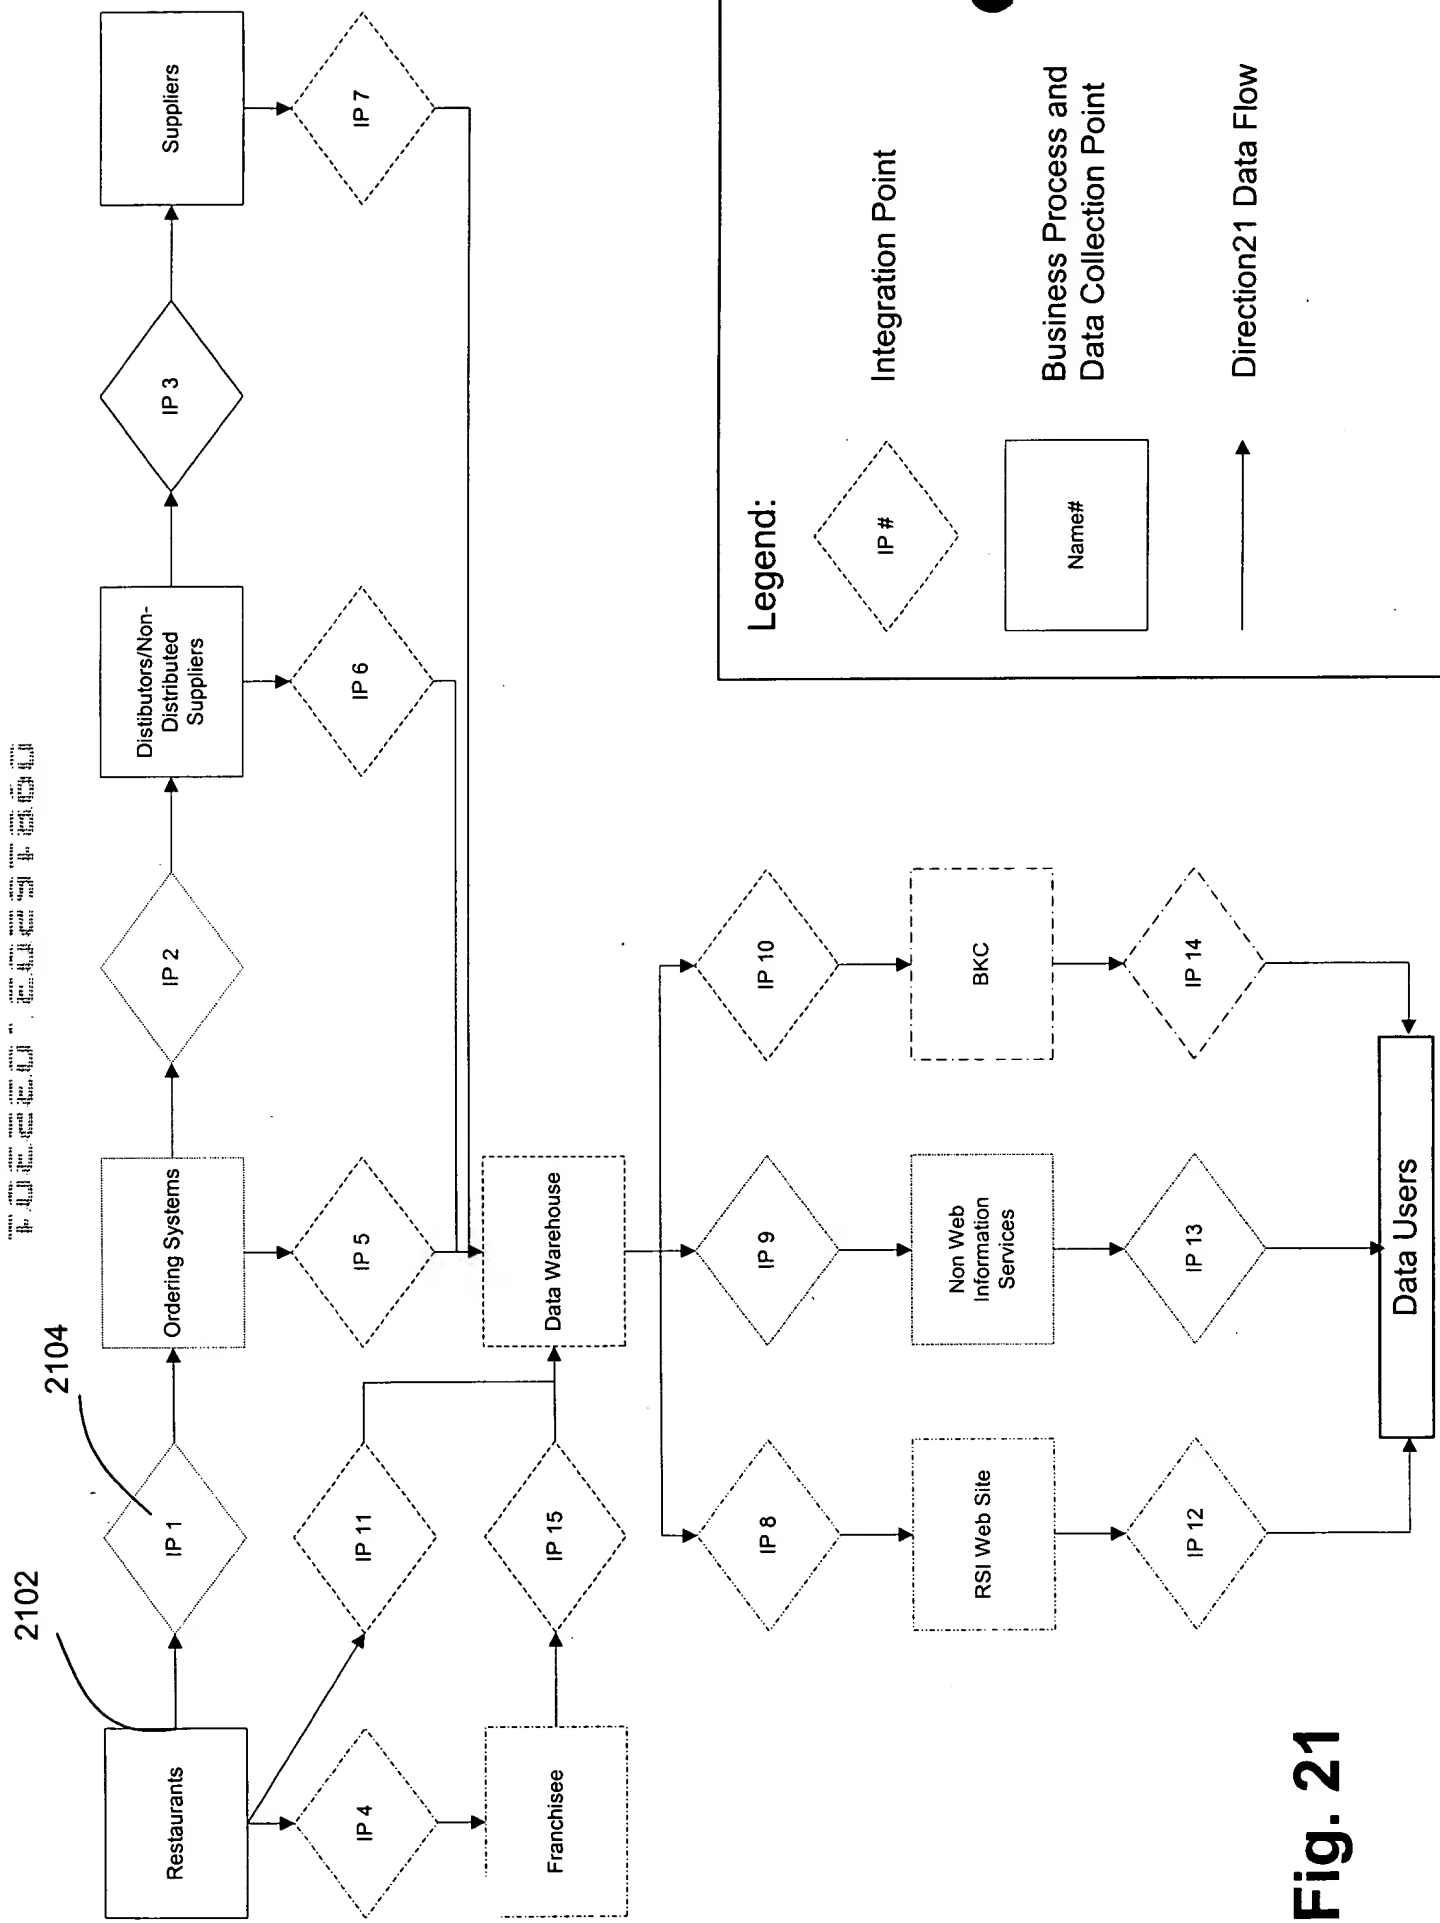 2102
2104
Restaurants
IP 1
Ordering Systems
IP 2
Distibutors/Non-
Distributed
Suppliers
IP 3
Suppliers
IP 4
IP 11
IP 5
IP 6
IP 7
Franchisee
IP 15
Data Warehouse
IP 8
IP 9
IP 10
RSI Web Site
Non Web
Information
Services
BKC
IP 12
IP 13
IP 14
Data Users
Legend:
IP #
Integration Point
Name#
Business Process and
Data Collection Point
Direction21 Data Flow
Fig. 21